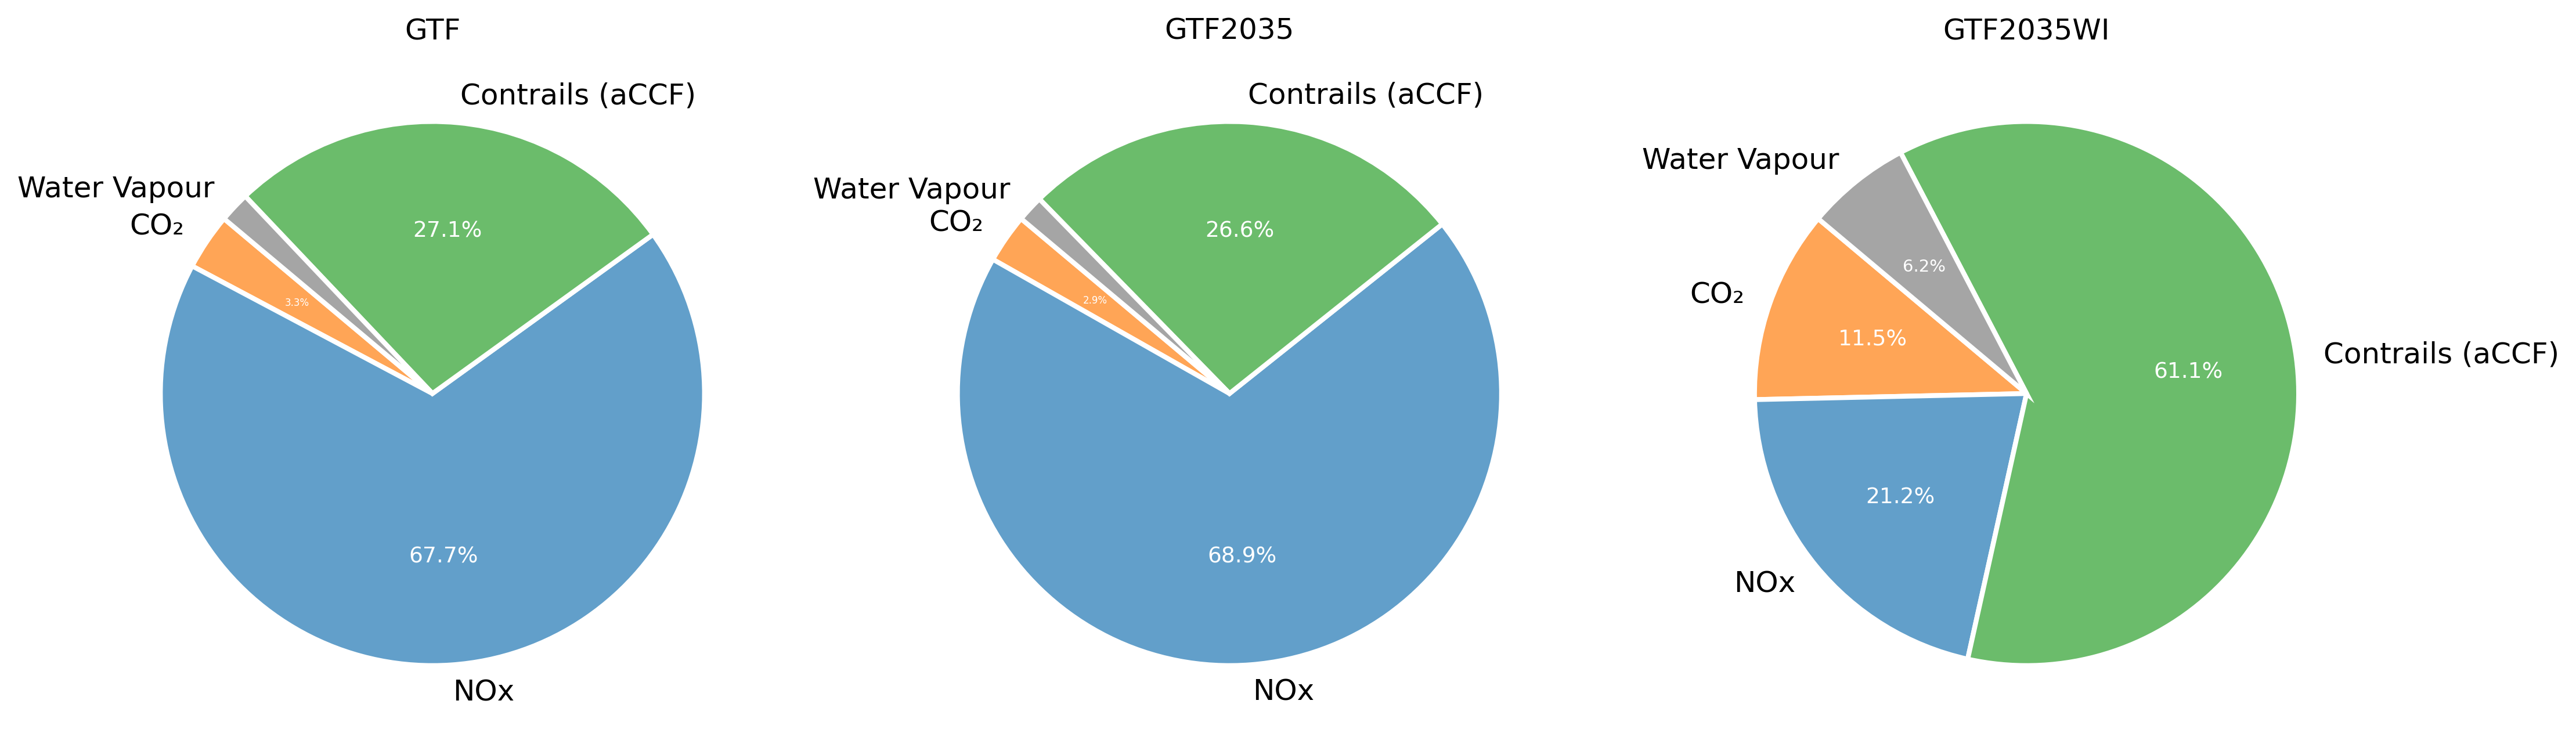 GTF
Contrails (aCCF)
Water Vapour
CO₂
27.1%
3.3%
67.7%
NOx
GTF2035
Contrails (aCCF)
Water Vapour
CO₂
26.6%
2.9%
68.9%
NOx
GTF2035WI
Water Vapour
CO₂
6.2%
11.5%
61.1%
Contrails (aCCF)
21.2%
NOx